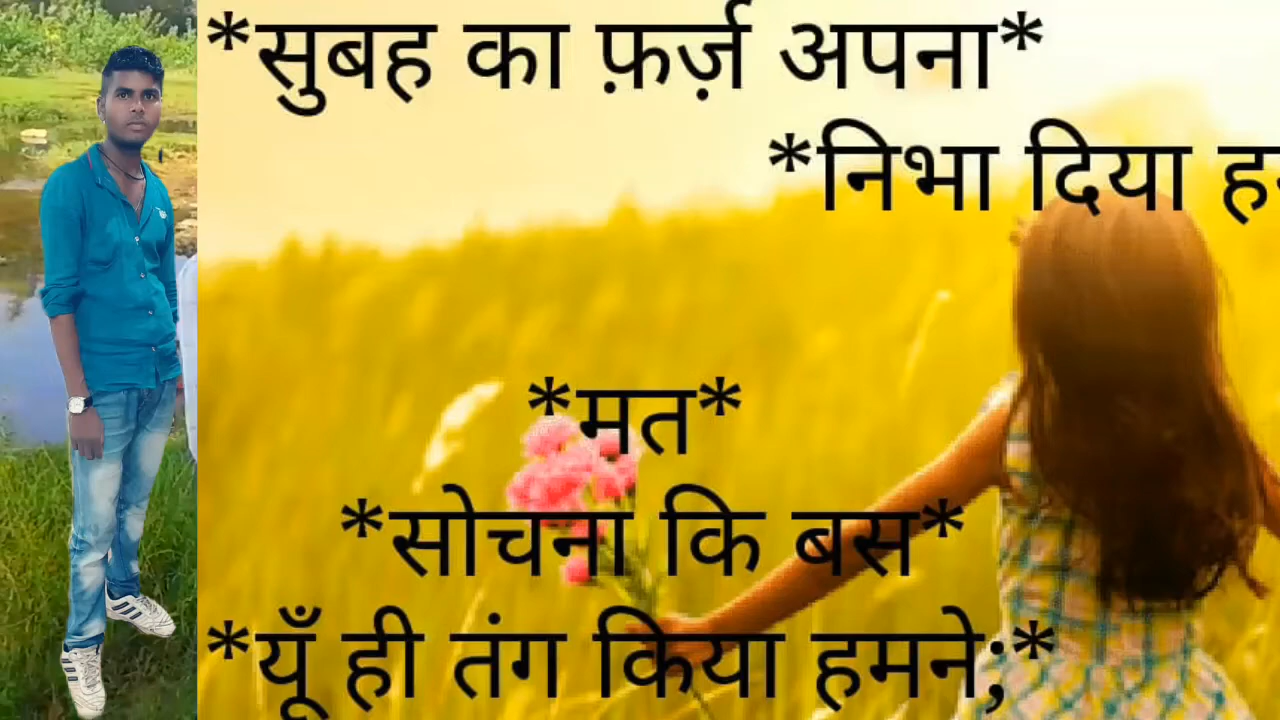 *सुबह का फ़र्ज़ अपना*
*निभा दिया
*मत*
*सोचना कि बस*
*यूँ ही तंग किया हमने;*